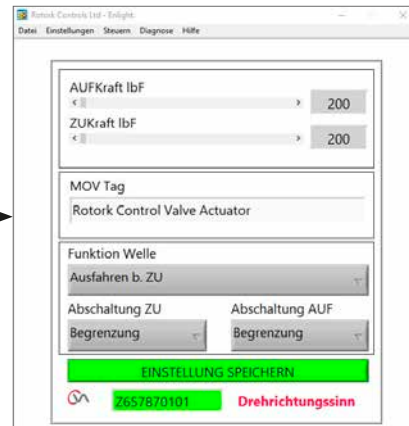 Rotork Controls Ltd - Enlight
Datei Einstellungen Steuern Diagnose Hilfe
AUFKraft lbF
200
ZUKraft lbF
200
MOV Tag
Rotork Control Valve Actuator
Funktion Welle
Ausfahren b. ZU
Abschaltung ZU Abschaltung AUF
Begrenzung Begrenzung
EINSTELLUNG SPEICHERN
Z657870101 Drehrichtungssinn